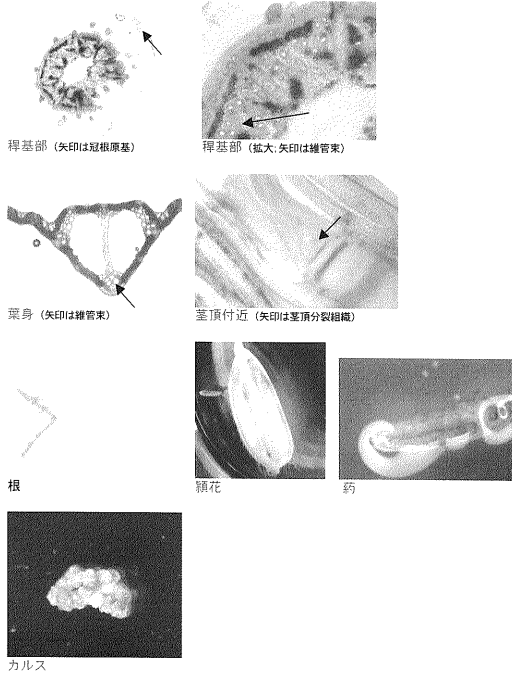 稈基部（矢印は冠根原基）
稈基部（拡大；矢印は維管束）
葉身（矢印は維管束）
茎頂付近（矢印は茎頂分裂組織）
根
穎花
葯
カルス